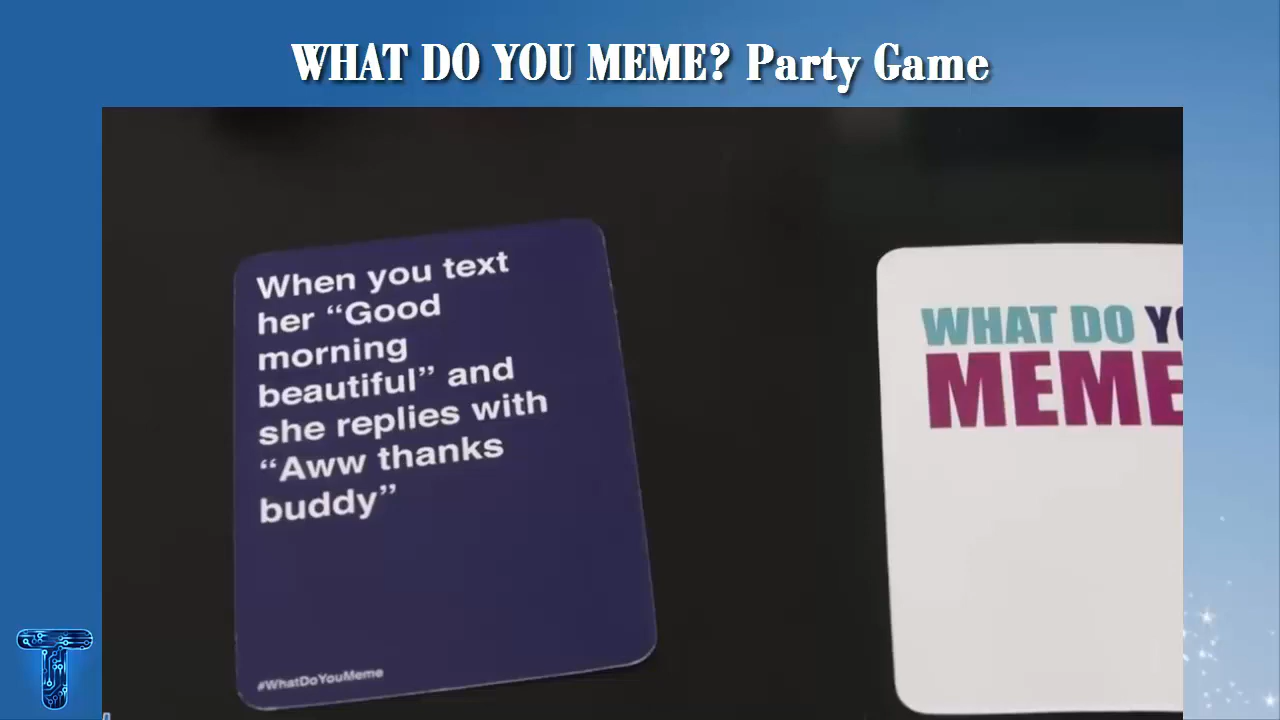 WHAT DO YOU MEME? Party Game
When you text
her “Good
morning
beautiful” and
she replies with
“Aww thanks
buddy”
#WhatDoYouMeme
WHAT DO
MEME
T